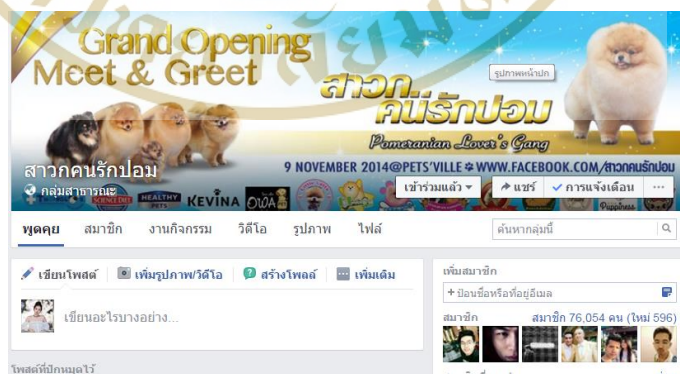 Grand Opening
Meet & Greet
สาวก..
คนรักปอม
รูปภาพหน้าปก
Pomeranian Lover's Gang
สาวกคนรักปอม
9 NOVEMBER 2014@PETS'VILLE WWW.FACEBOOK.COM/สาวกคนรักปอม
กลุ่มสาธารณะ
SCIENCE DIET HEALTHY PETS KEVINA
เข้าร่วมแล้ว แชร์ การแจ้งเตือน ...
พูดคุย สมาชิก งานกิจกรรม วิดีโอ รูปภาพ ไฟล์ ค้นหากลุ่มนี้
เขียนโพสต์ เพิ่มรูปภาพ/วิดีโอ สร้างโพลล์ เพิ่มเติม
เขียนอะไรบางอย่าง...
โพสต์ที่ปักหมุดไว้
เพิ่มสมาชิก
+ ป้อนชื่อหรือที่อยู่อีเมล
สมาชิก สมาชิก 76,054 คน (ใหม่ 596)